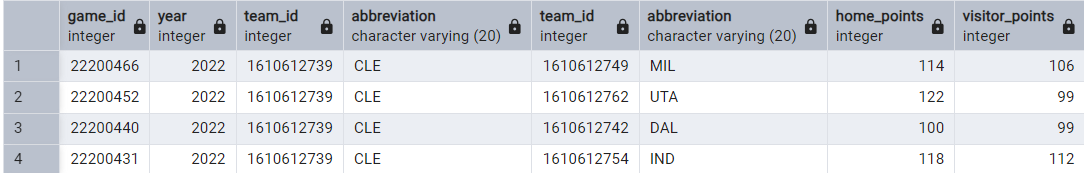 game_id year team_id abbreviation team_id abbreviation home_points visitor_points
integer integer integer character varying (20) integer character varying (20) integer integer
1 22200466 2022 1610612739 CLE 1610612749 MIL 114 106
2 22200452 2022 1610612739 CLE 1610612762 UTA 122 99
3 22200440 2022 1610612739 CLE 1610612742 DAL 100 99
4 22200431 2022 1610612739 CLE 1610612754 IND 118 112